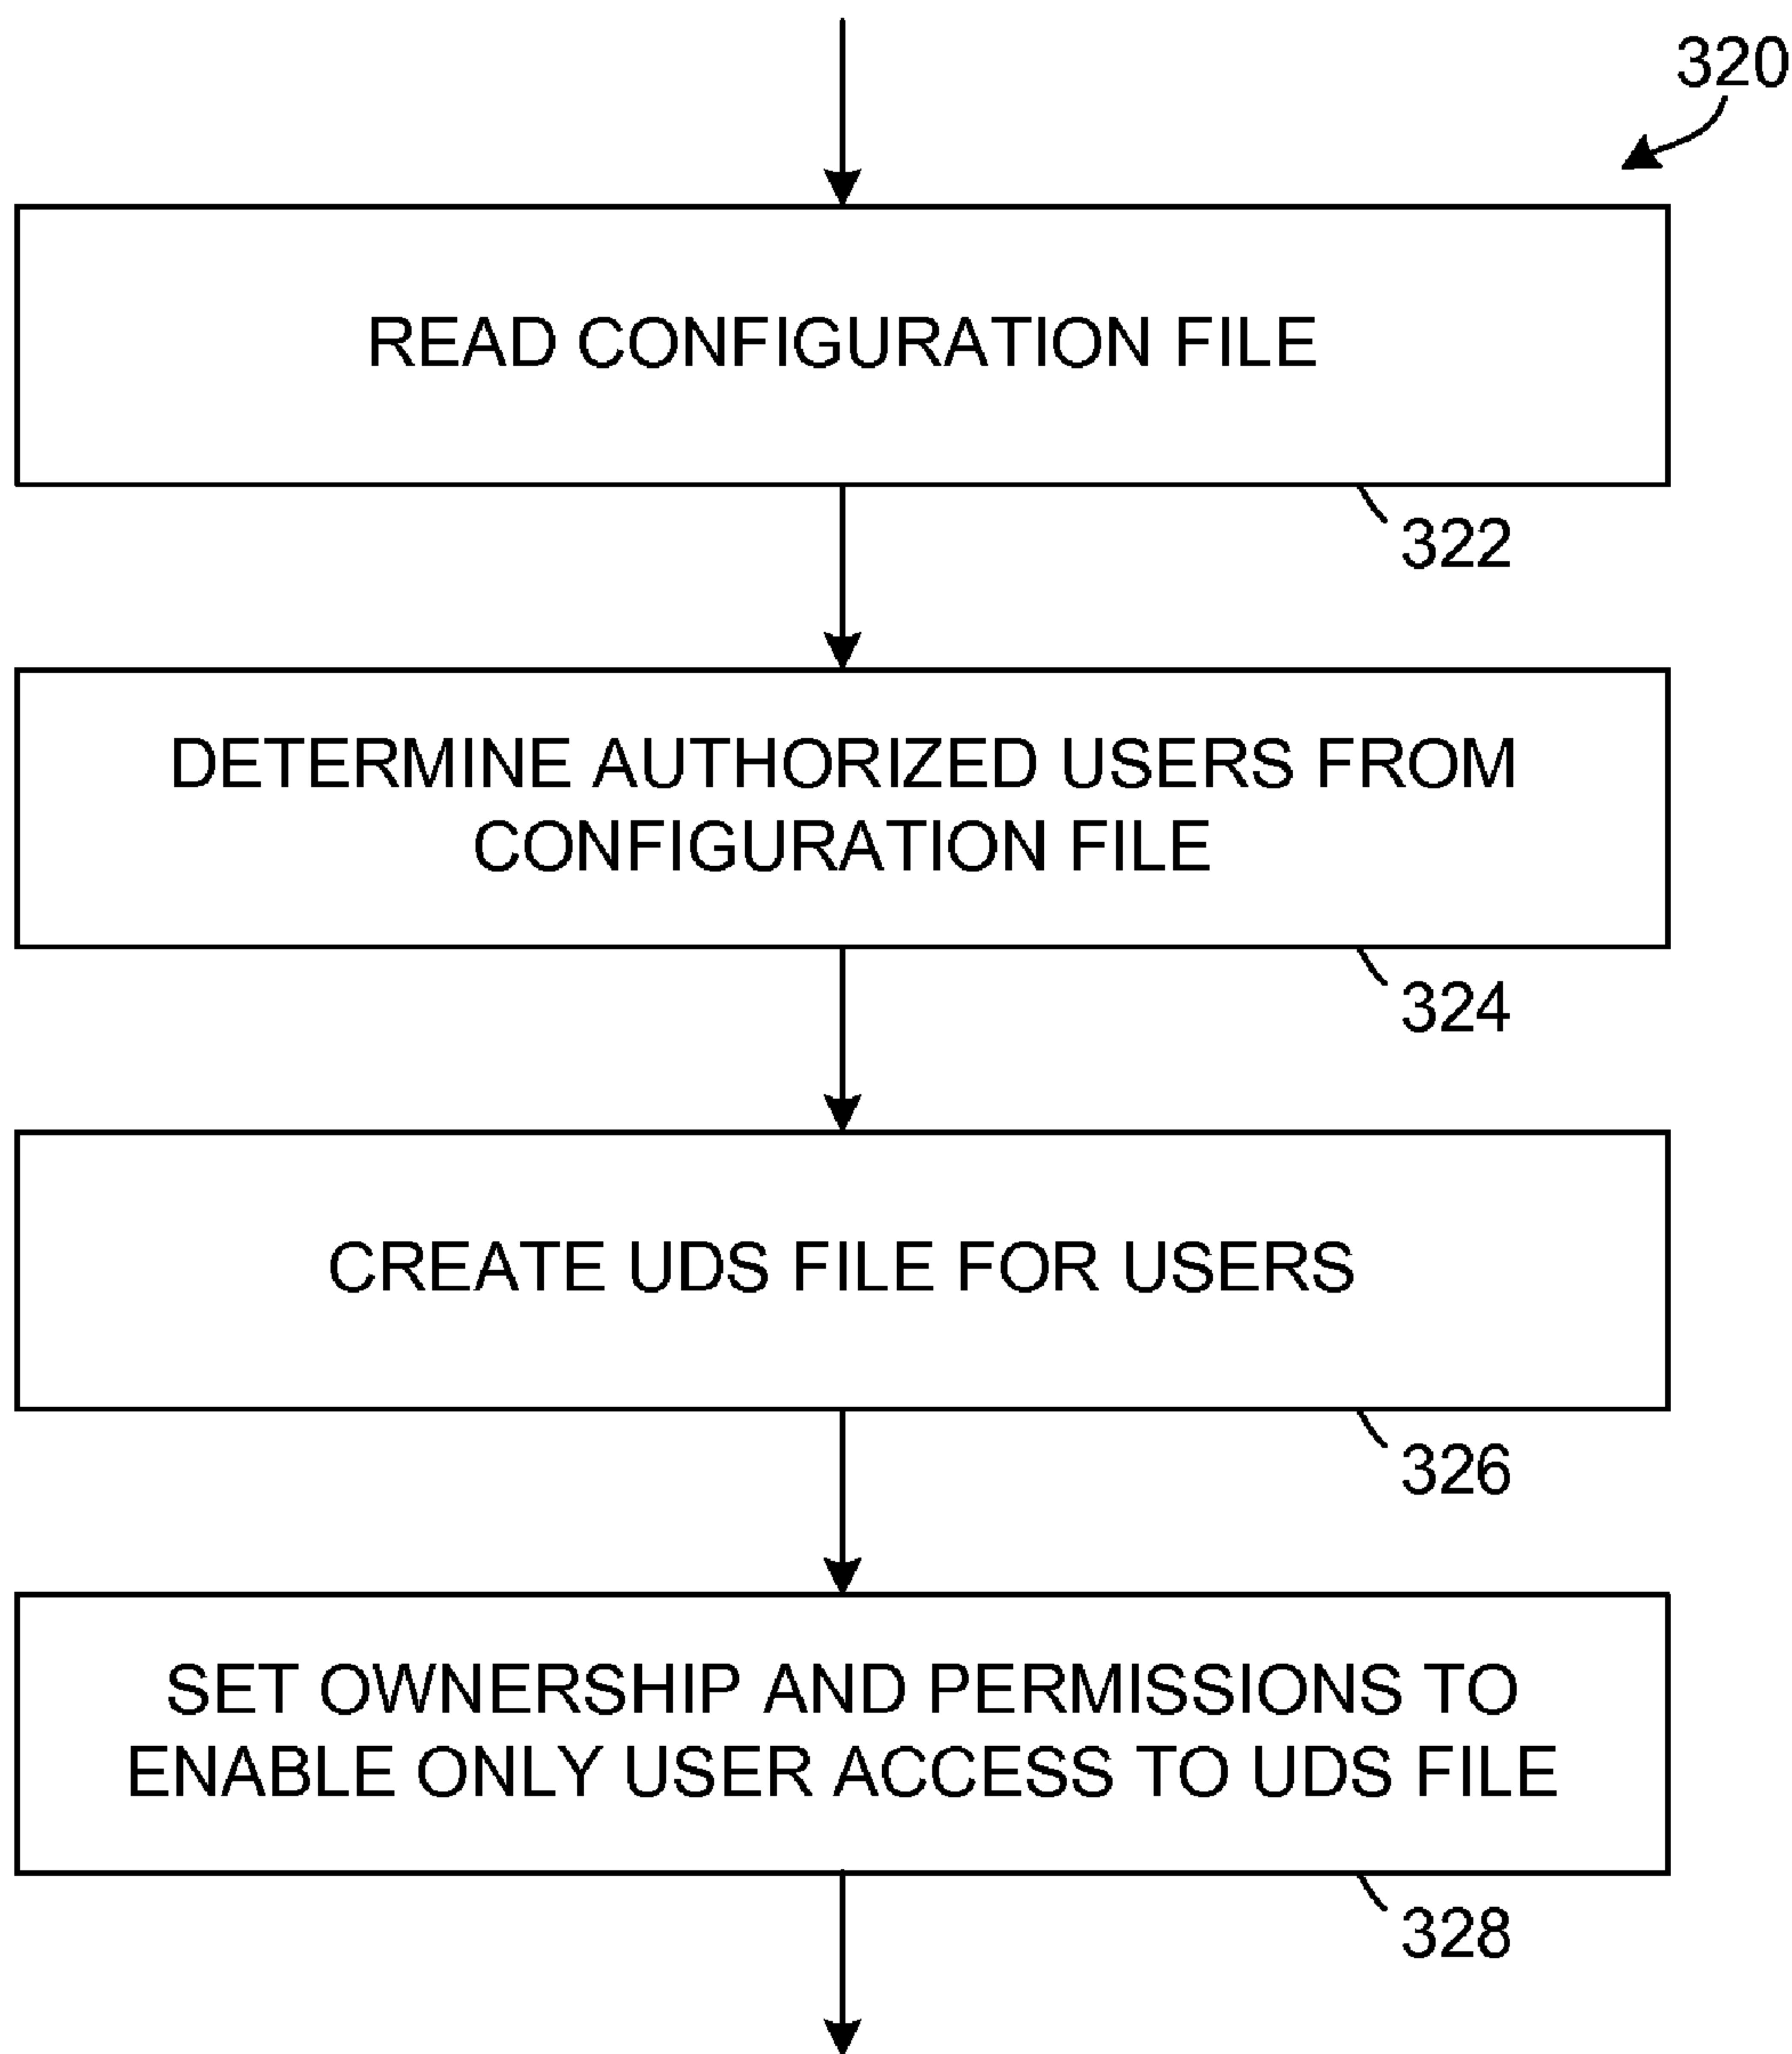 320
READ CONFIGURATION FILE
322
DETERMINE AUTHORIZED USERS FROM
CONFIGURATION FILE
324
CREATE UDS FILE FOR USERS
326
SET OWNERSHIP AND PERMISSIONS TO
ENABLE ONLY USER ACCESS TO UDS FILE
328